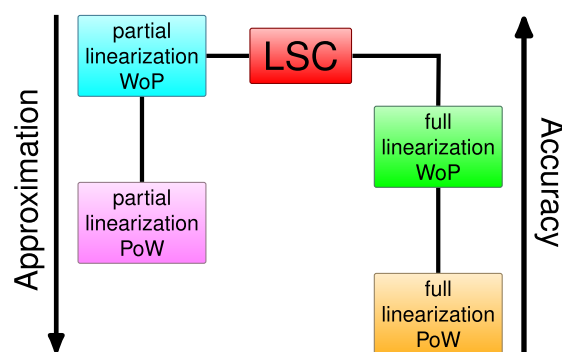 partial
linearization
WoP
LSC
full
linearization
WoP
partial
linearization
PoW
full
linearization
PoW
Approximation
Accuracy